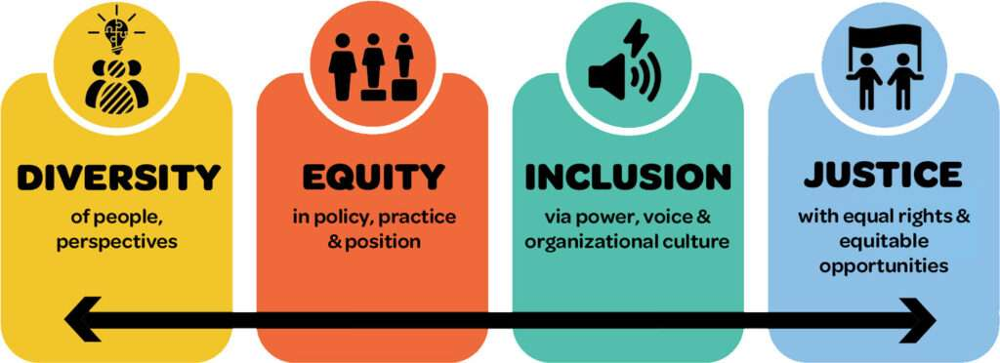 DIVERSITY
of people,
perspectives
EQUITY
in policy, practice
& position
INCLUSION
via power, voice &
organizational culture
JUSTICE
with equal rights &
equitable
opportunities